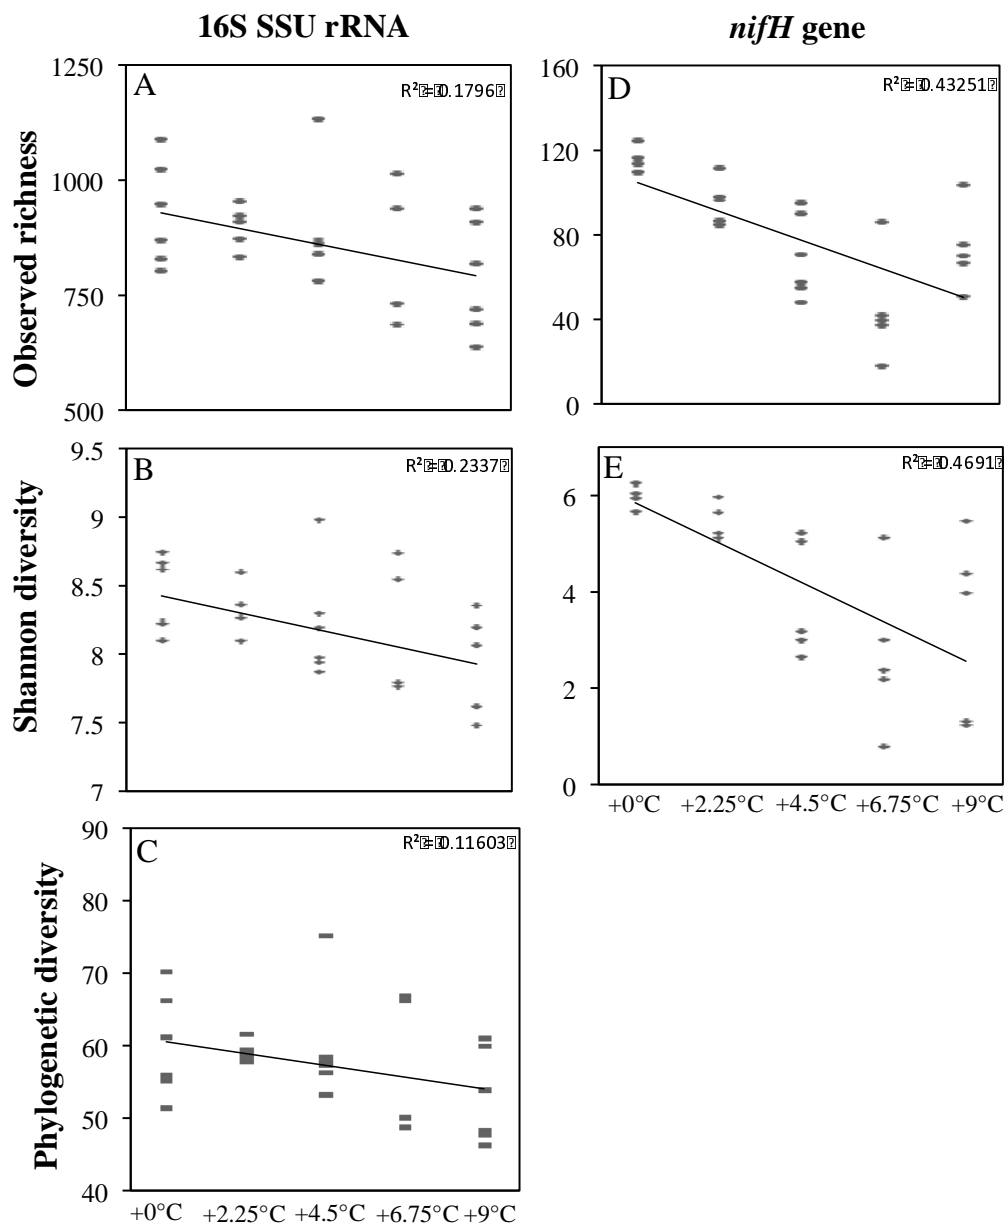 16S SSU rRNA
nifH gene
Observed richness
1250
1000
750
500
A
R² = 0.1796
160
120
80
40
0
D
R² = 0.43251
Shannon diversity
9.5
9
8.5
8
7.5
7
B
R² = 0.2337
6
4
2
0
E
R² = 0.4691
+0°C +2.25°C +4.5°C +6.75°C +9°C
Phylogenetic diversity
90
80
70
60
50
40
C
R² = 0.11603
+0°C +2.25°C +4.5°C +6.75°C +9°C